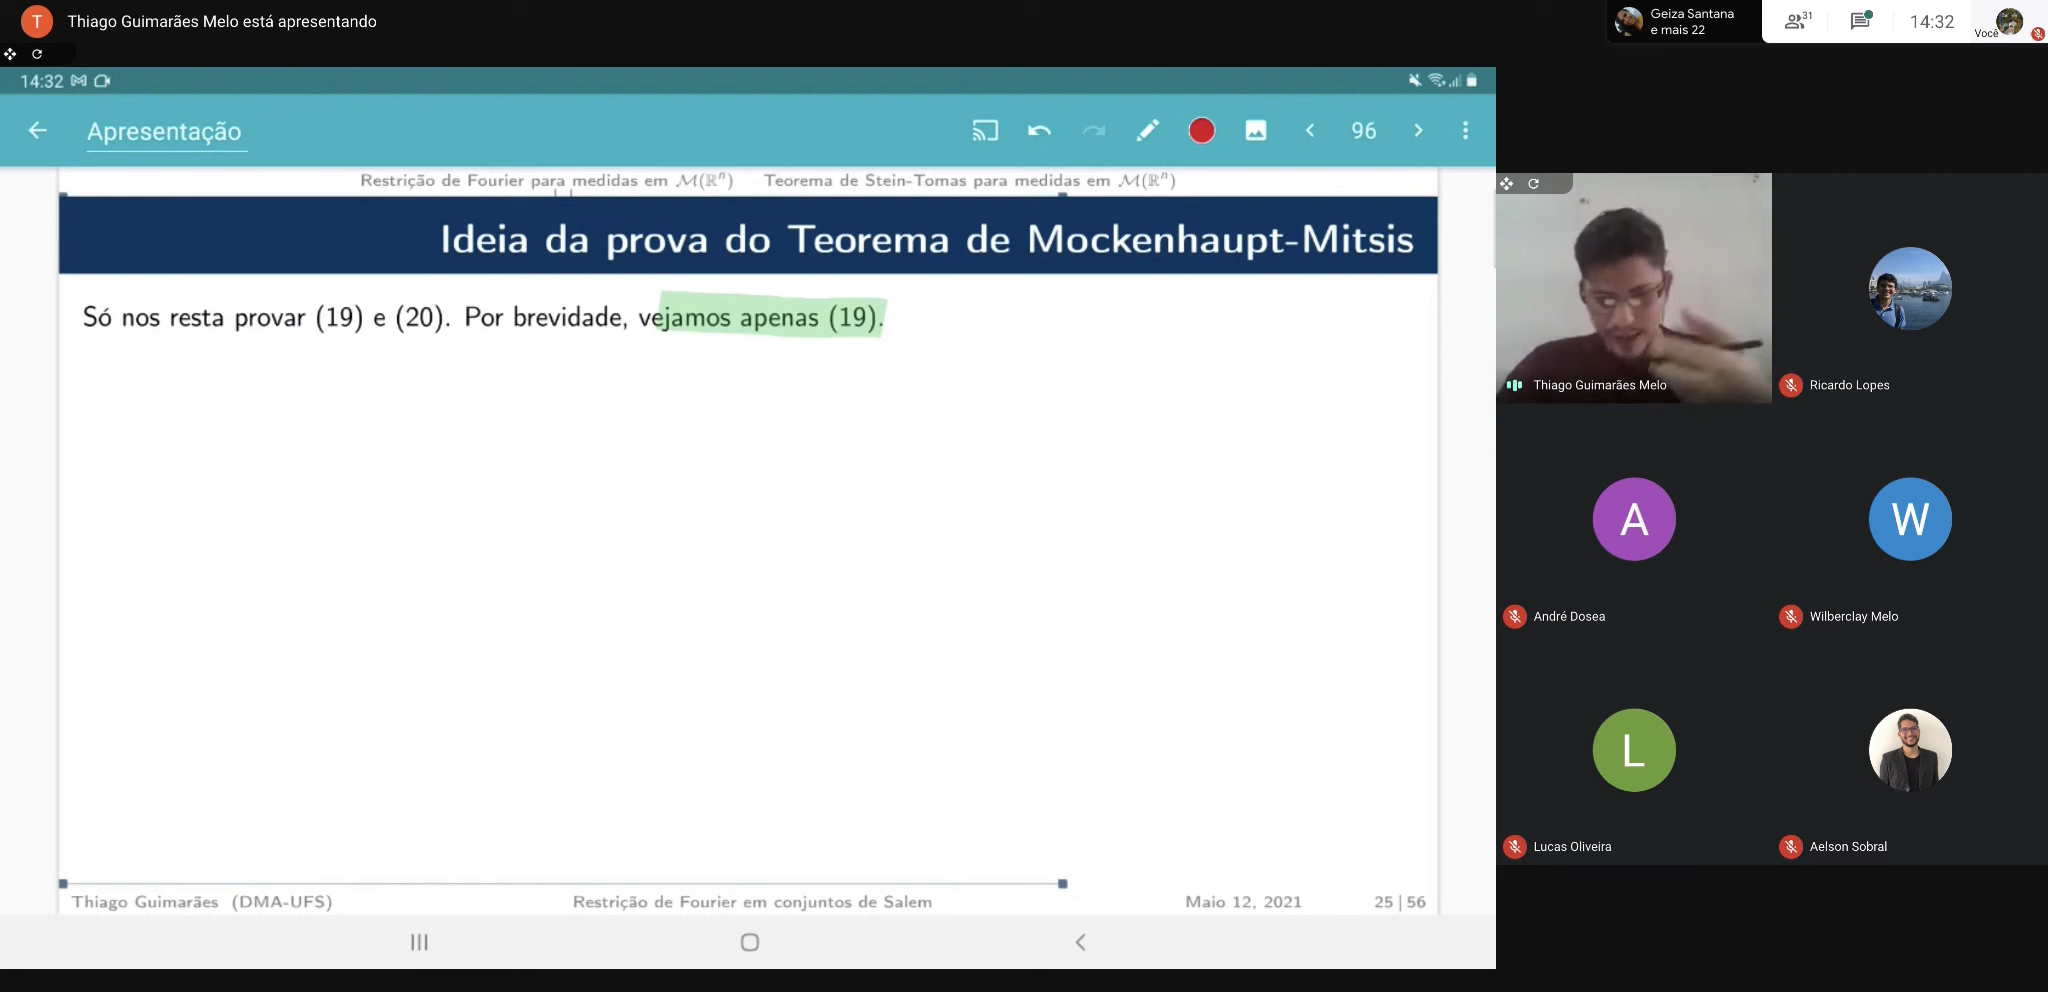 T Thiago Guimarães Melo está apresentando
Geiza Santana
e mais 22
31
14:32
Você
14:32
Apresentação
96
Restrição de Fourier para medidas em M(ℝⁿ) Teorema de Stein-Tomas para medidas em M(ℝⁿ)
Ideia da prova do Teorema de Mockenhaupt-Mitsis
Só nos resta provar (19) e (20). Por brevidade, vejamos apenas (19).
Thiago Guimarães (DMA-UFS) Restrição de Fourier em conjuntos de Salem Maio 12, 2021 25 | 56
Thiago Guimarães Melo
Ricardo Lopes
A
W
André Dosea
Wilberclay Melo
L
Lucas Oliveira
Aelson Sobral